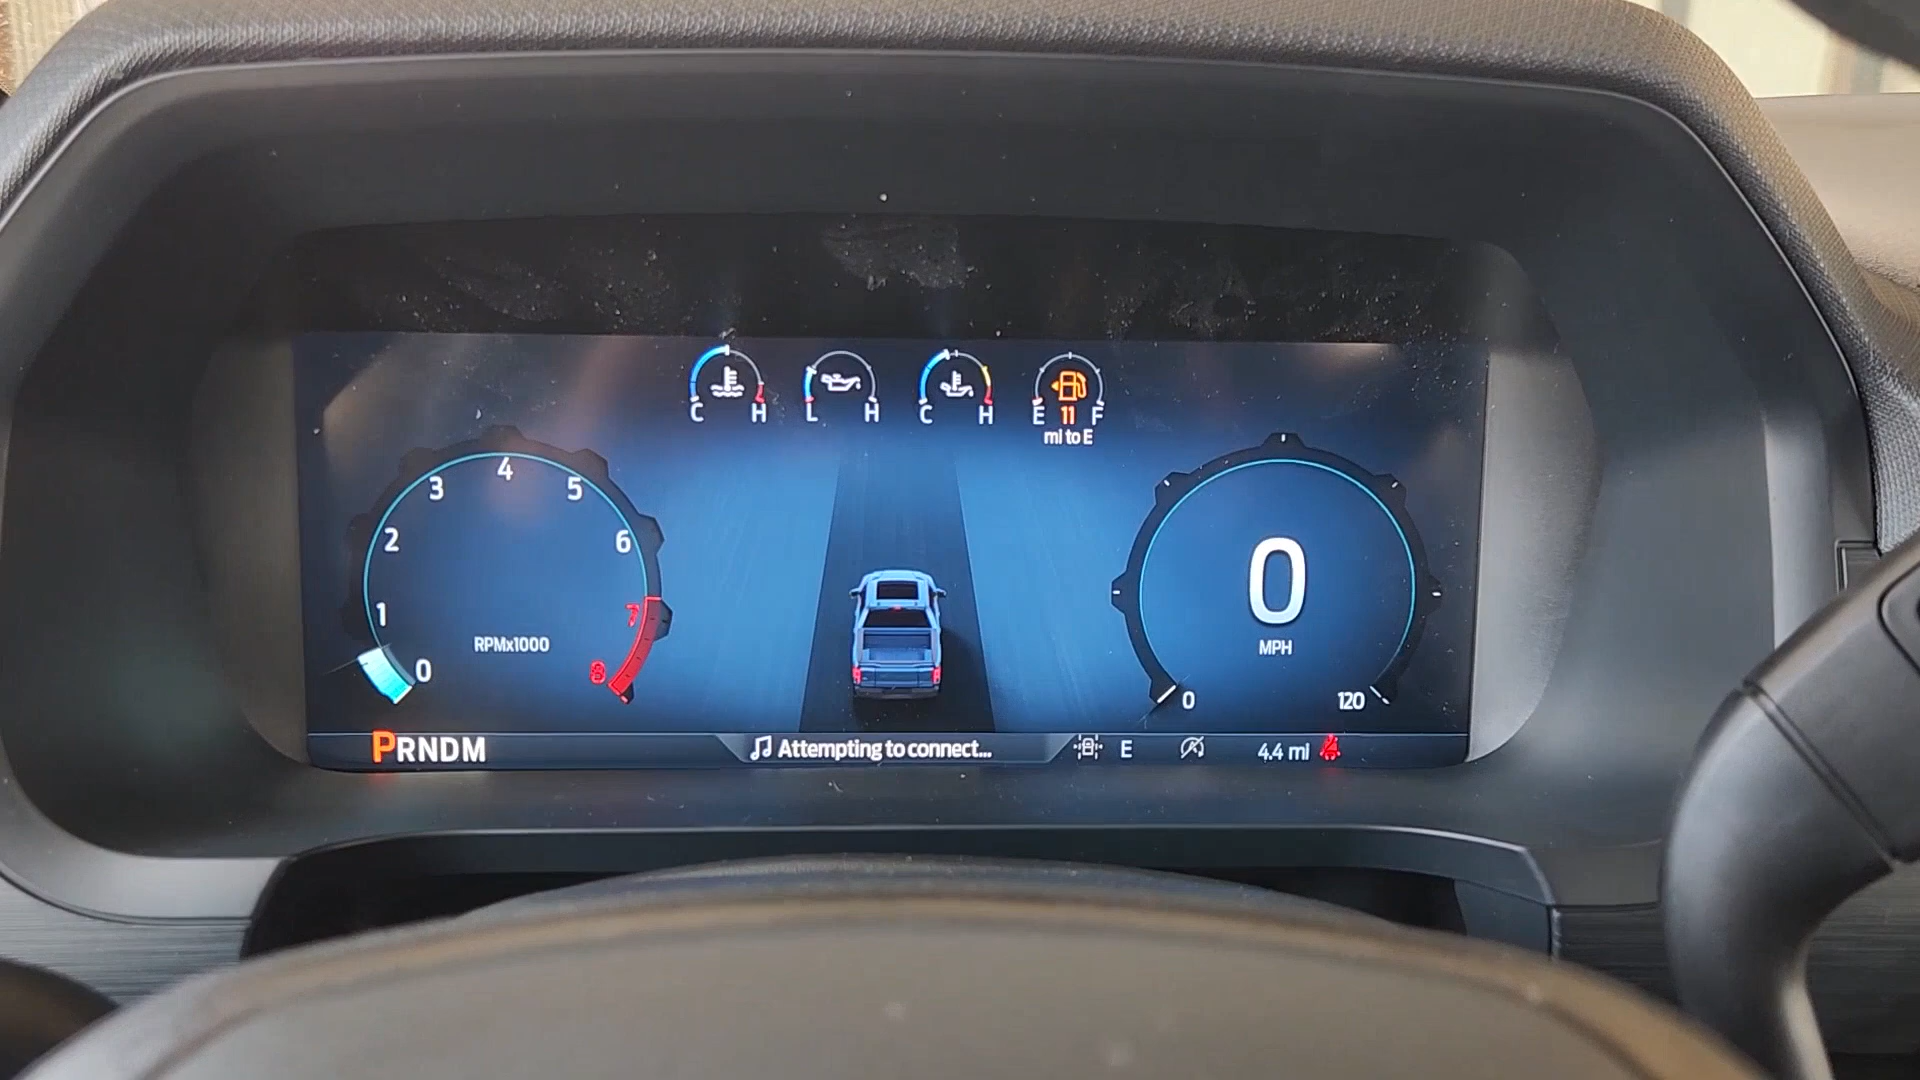 C H L H C H E 11 F
mi to E
4
3 5
2 6
1 7
RPMx1000
0 8
0
MPH
0 120
PRNDM
Attempting to connect...
E
4.4 mi